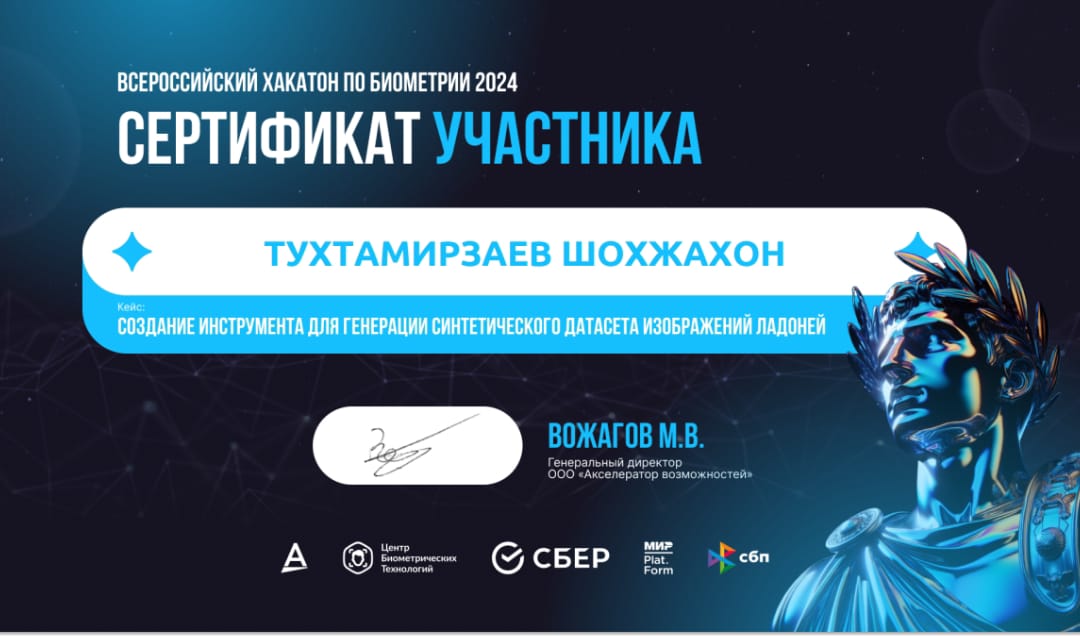 ВСЕРОССИЙСКИЙ ХАКАТОН ПО БИОМЕТРИИ 2024
СЕРТИФИКАТ УЧАСТНИКА
ТУХТАМИРЗАЕВ ШОХЖАХОН
Кейс:
СОЗДАНИЕ ИНСТРУМЕНТА ДЛЯ ГЕНЕРАЦИИ СИНТЕТИЧЕСКОГО ДАТАСЕТА ИЗОБРАЖЕНИЙ ЛАДОНЕЙ
ВОЖАГОВ М.В.
Генеральный директор
ООО «Акселератор возможностей»
Центр
Биометрических
Технологий
СБЕР
МИР
Plat.
Form
сбп